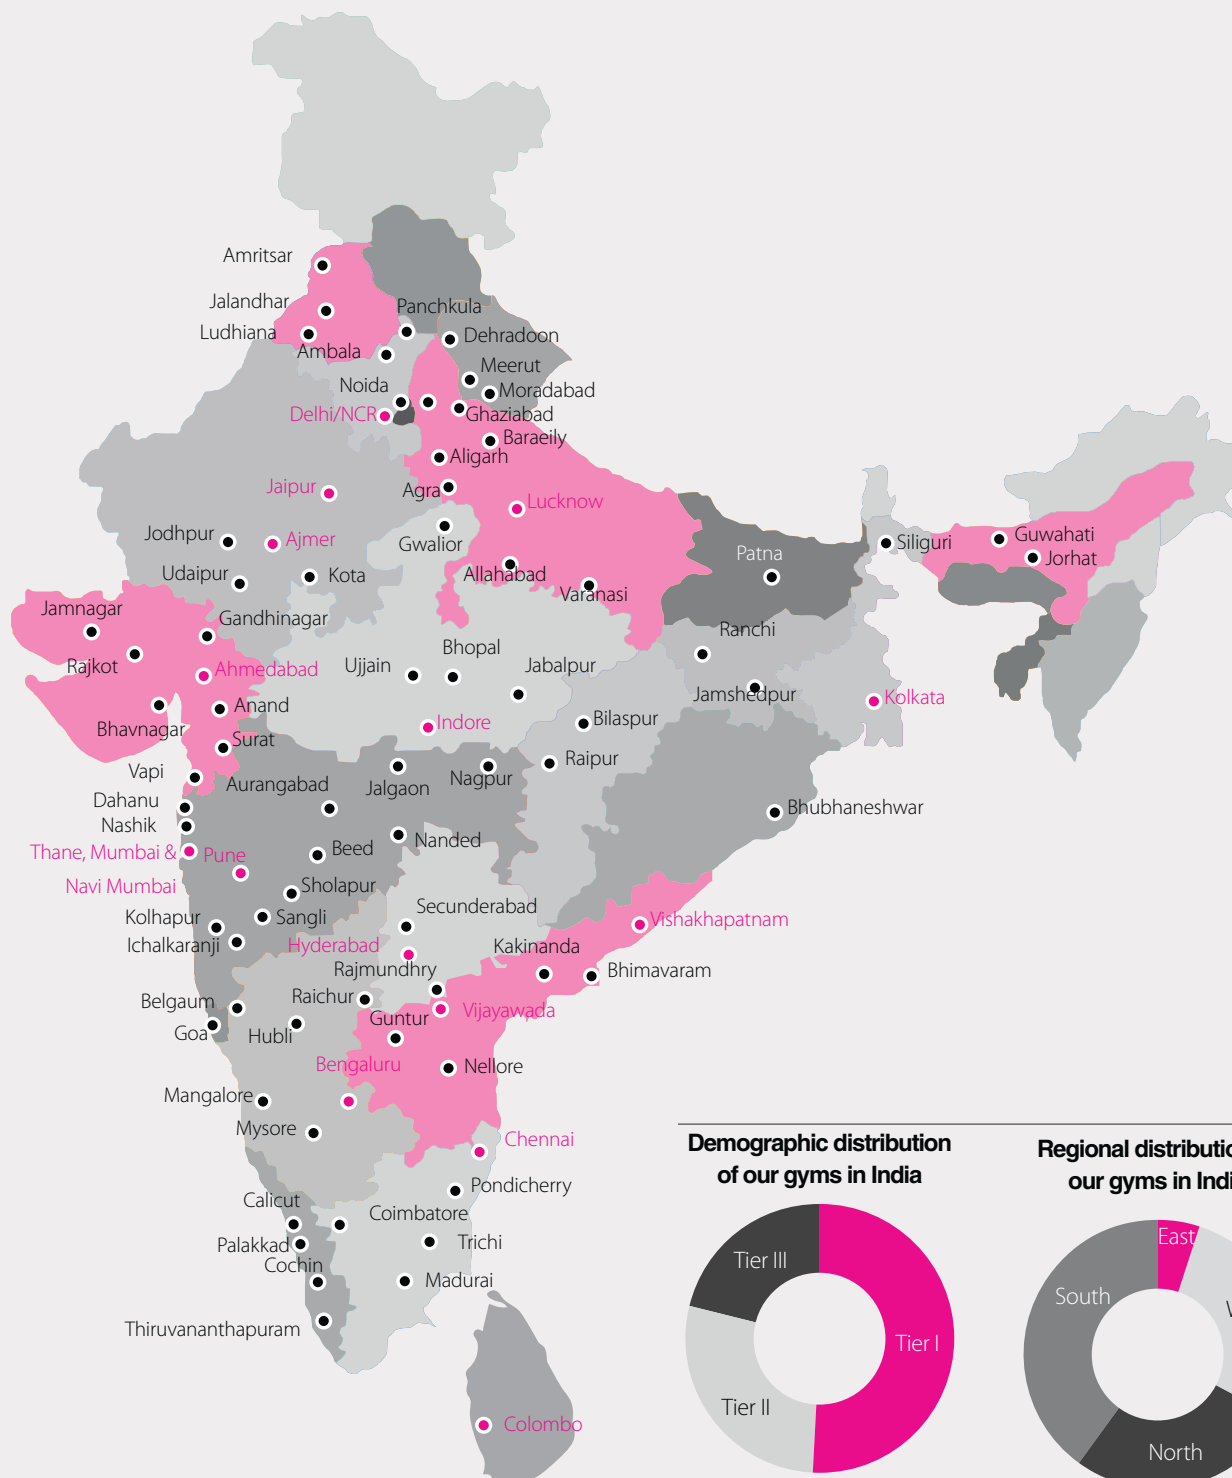 Amritsar
Jalandhar
Panchkula
Ludhiana
Dehradoon
Ambala
Meerut
Noida
Moradabad
Delhi/NCR
Ghaziabad
Baraeily
Aligarh
Jaipur
Agra
Lucknow
Jodhpur
Ajmer
Gwalior
Siliguri
Guwahati
Patna
Jorhat
Udaipur
Kota
Allahabad
Varanasi
Jamnagar
Gandhinagar
Ranchi
Rajkot
Ahmedabad
Ujjain
Bhopal
Jabalpur
Jamshedpur
Kolkata
Anand
Bhavnagar
Indore
Bilaspur
Surat
Vapi
Aurangabad
Jalgaon
Nagpur
Raipur
Dahanu
Bhubhaneshwar
Nashik
Nanded
Thane, Mumbai &
Navi Mumbai
Pune
Beed
Sholapur
Kolhapur
Sangli
Secunderabad
Vishakhapatnam
Ichalkaranji
Hyderabad
Kakinanda
Rajmundhry
Bhimavaram
Belgaum
Raichur
Vijayawada
Goa
Hubli
Guntur
Bengaluru
Nellore
Mangalore
Mysore
Chennai
Pondicherry
Calicut
Coimbatore
Palakkad
Trichi
Cochin
Madurai
Thiruvananthapuram
Colombo
Demographic distribution
of our gyms in India
Tier III
Tier I
Tier II
Regional distributio
our gyms in Indi
East
South
North